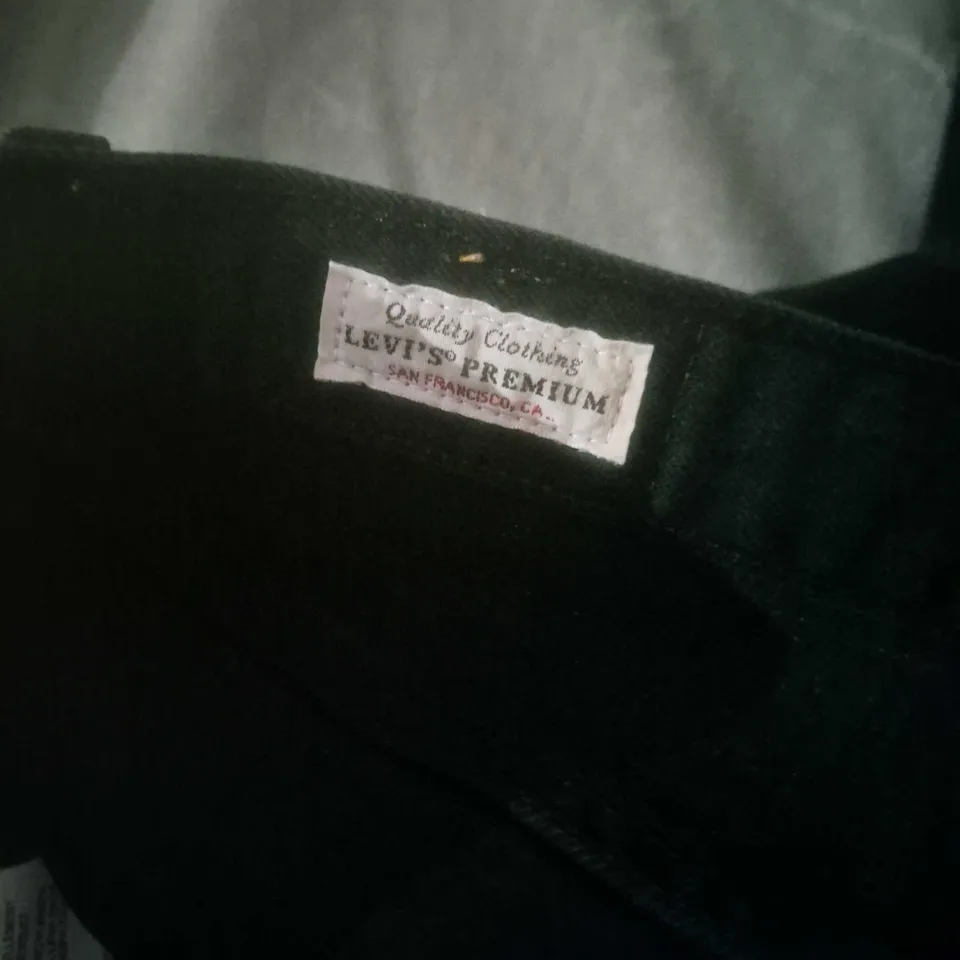 Quality Clothing
LEVI'S® PREMIUM
SAN FRANCISCO, CA.